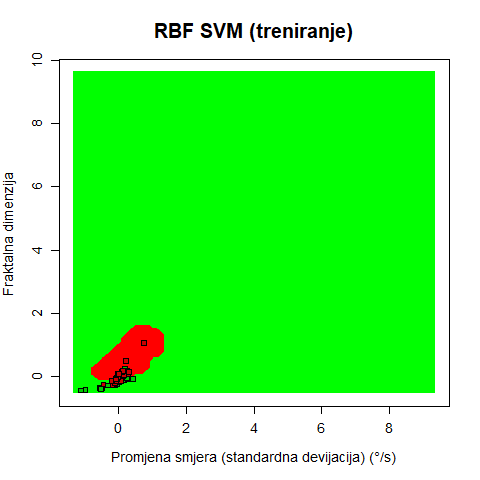 RBF SVM (treniranje)
10
8
6
4
2
0
Fraktalna dimenzija
0 2 4 6 8
Promjena smjera (standardna devijacija) (°/s)